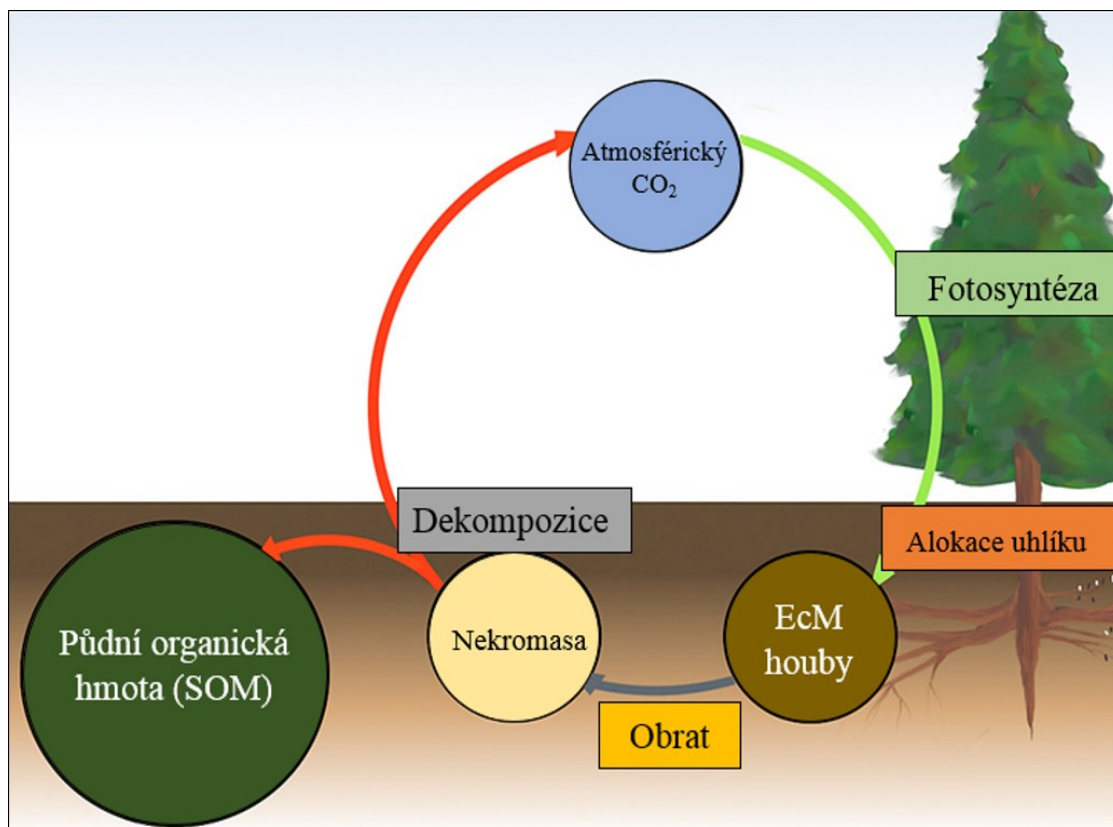 Atmosférický
CO₂
Fotosyntéza
Dekompozice
Alokace uhlíku
Půdní organická
hmota (SOM)
Nekromasa
EcM
houby
Obrat